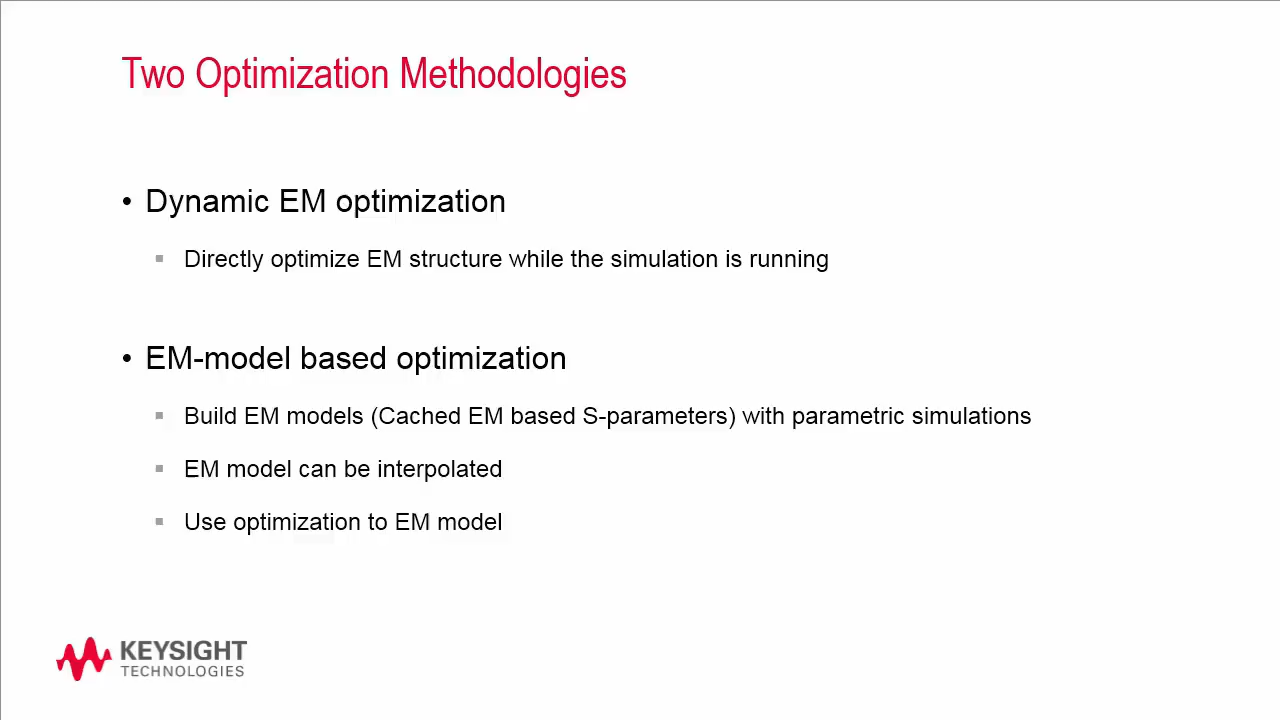 Two Optimization Methodologies
• Dynamic EM optimization
▪ Directly optimize EM structure while the simulation is running
• EM-model based optimization
▪ Build EM models (Cached EM based S-parameters) with parametric simulations
▪ EM model can be interpolated
▪ Use optimization to EM model
KEYSIGHT
TECHNOLOGIES